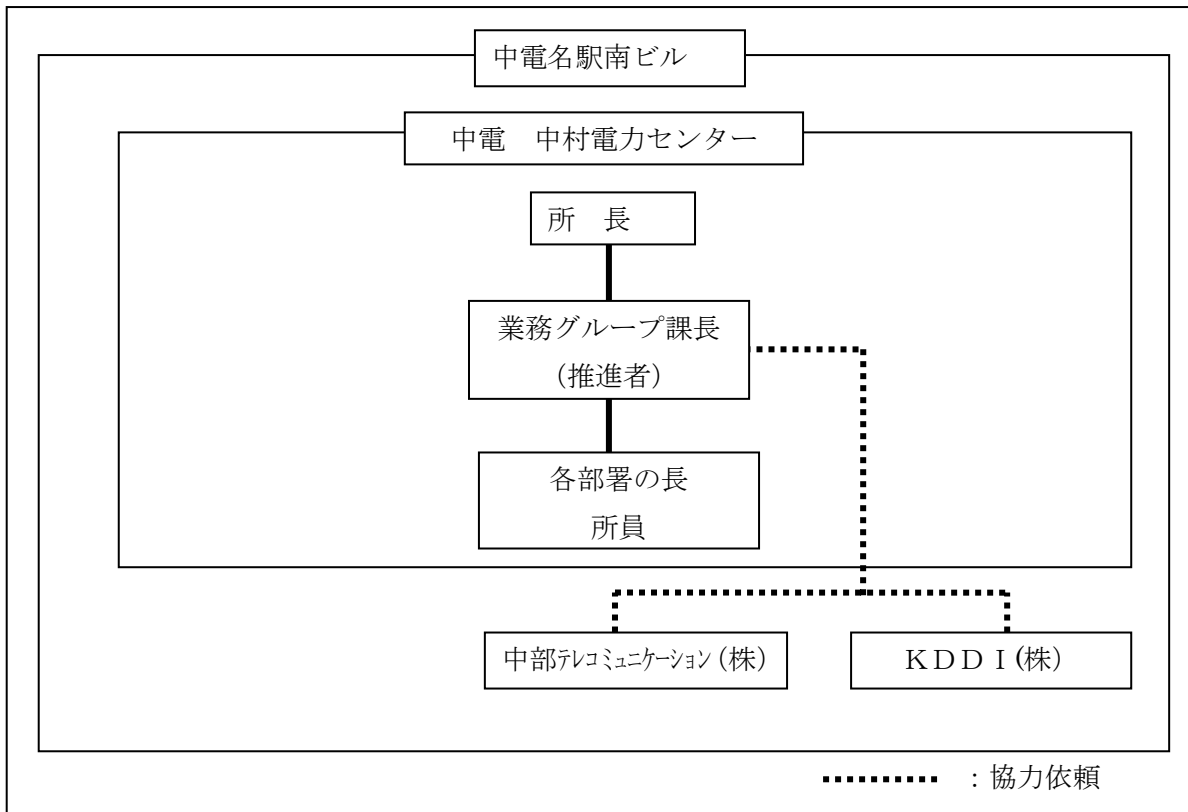 中電名駅南ビル
中電　中村電力センター
所　長
業務グループ課長
（推進者）
各部署の長
所員
中部ﾃﾚｺﾐｭﾆｹｰｼｮﾝ（株）
ＫＤＤＩ(株）
：協力依頼